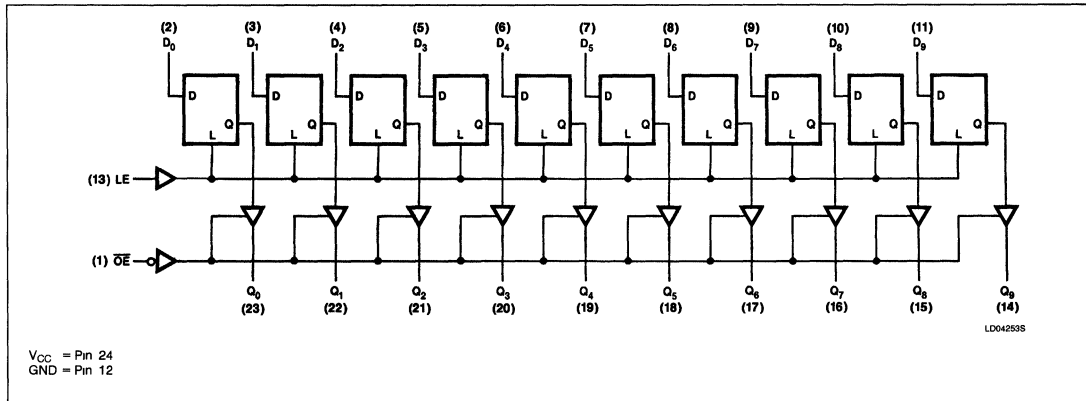 (2) (3) (4) (5) (6) (7) (8) (9) (10) (11)
D₀ D₁ D₂ D₃ D₄ D₅ D₆ D₇ D₈ D₉
D D D D D D D D D D
Q Q Q Q Q Q Q Q Q Q
L L L L L L L L L L
(13) LE
(1) O̅E̅
Q₀ Q₁ Q₂ Q₃ Q₄ Q₅ Q₆ Q₇ Q₈ Q₉
(23) (22) (21) (20) (19) (18) (17) (16) (15) (14)
LD04253S
V_CC = Pin 24
GND = Pin 12